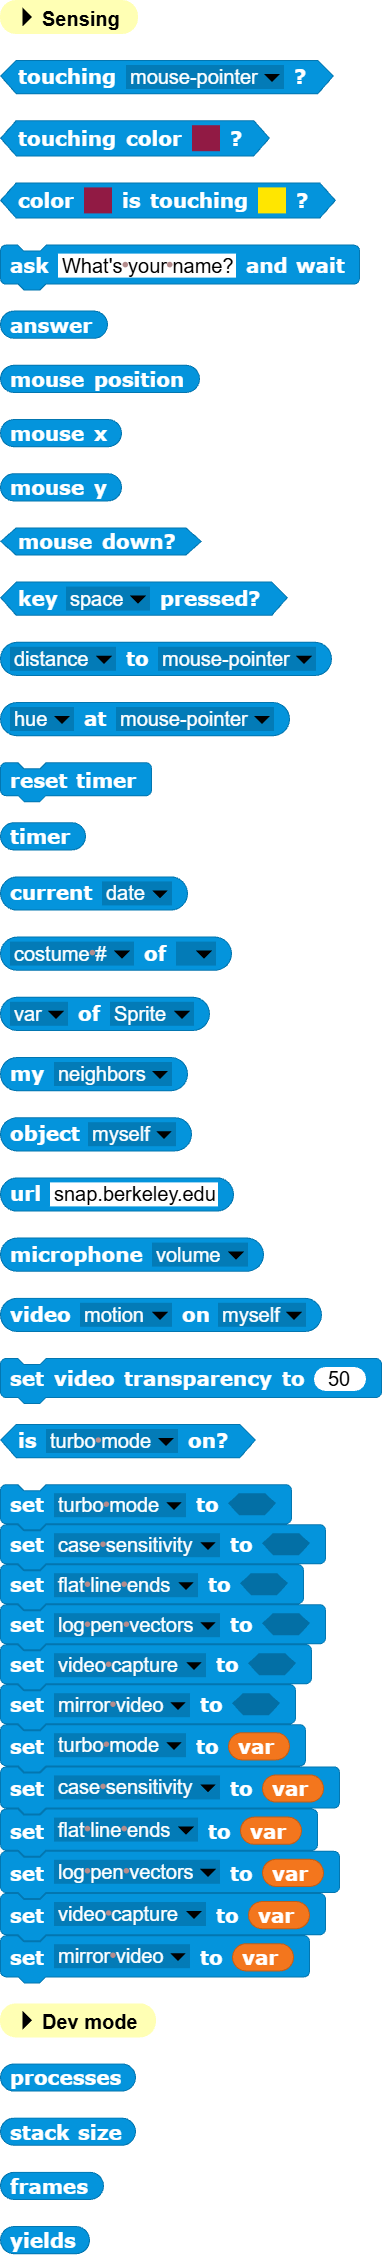 Sensing
touching mouse-pointer ?
touching color ?
color is touching ?
ask What's your name? and wait
answer
mouse position
mouse x
mouse y
mouse down?
key space pressed?
distance to mouse-pointer
hue at mouse-pointer
reset timer
timer
current date
costume # of
var of Sprite
my neighbors
object myself
url snap.berkeley.edu
microphone volume
video motion on myself
set video transparency to 50
is turbo mode on?
set turbo mode to
set case sensitivity to
set flat line ends to
set log pen vectors to
set video capture to
set mirror video to
set turbo mode to var
set case sensitivity to var
set flat line ends to var
set log pen vectors to var
set video capture to var
set mirror video to var
Dev mode
processes
stack size
frames
yields